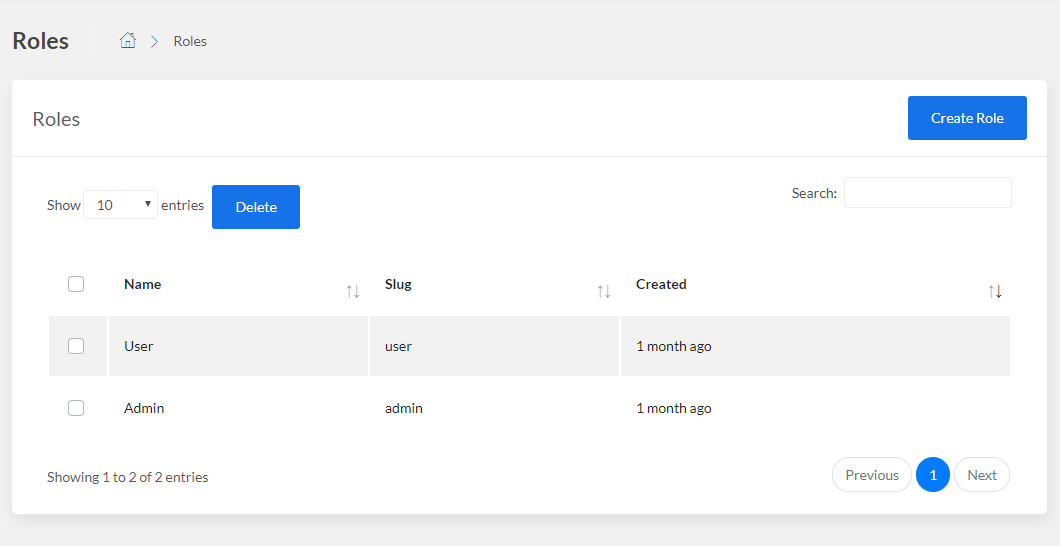 Roles Roles
Roles Create Role
Show 10 entries Delete Search:
Name Slug Created
User user 1 month ago
Admin admin 1 month ago
Showing 1 to 2 of 2 entries Previous 1 Next